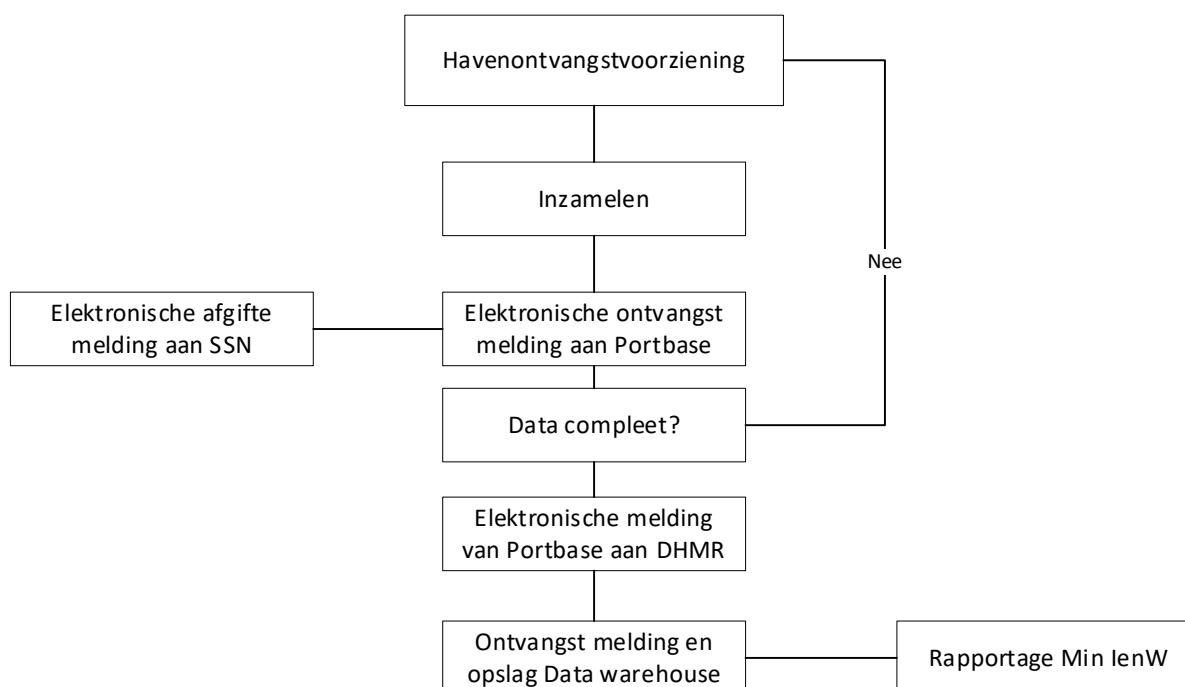 Havenontvangstvoorziening
Inzamelen
Nee
Elektronische afgifte
melding aan SSN
Elektronische ontvangst
melding aan Portbase
Data compleet?
Elektronische melding
van Portbase aan DHMR
Ontvangst melding en
opslag Data warehouse
Rapportage Min IenW